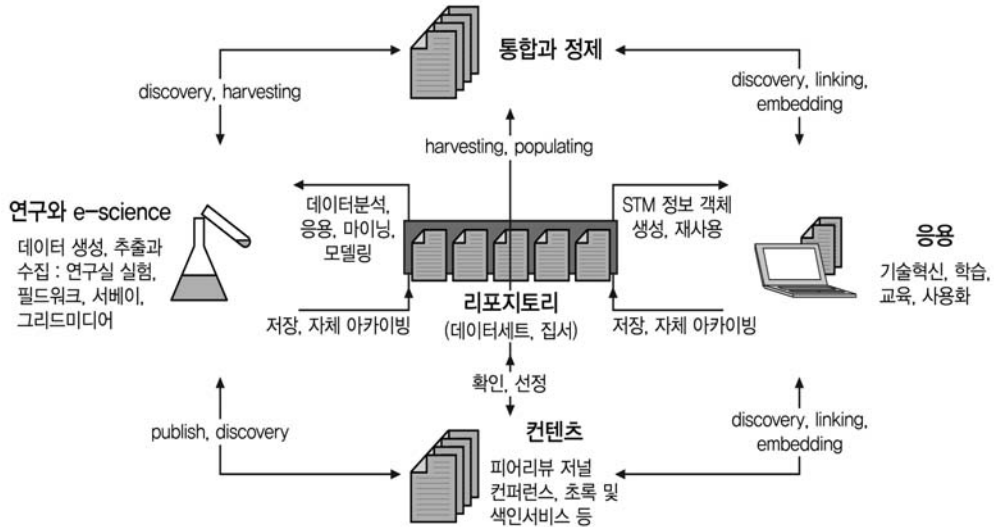 통합과 정제
discovery, harvesting
discovery, linking,
embedding
harvesting, populating
연구와 e-science
데이터 생성, 추출과
수집 : 연구실 실험,
필드워크, 서베이,
그리드미디어
데이터분석,
응용, 마이닝,
모델링
STM 정보 객체
생성, 재사용
응용
기술혁신, 학습,
교육, 사용화
저장, 자체 아카이빙
리포지토리
(데이터세트, 집서)
저장, 자체 아카이빙
확인, 선정
publish, discovery
discovery, linking,
embedding
컨텐츠
피어리뷰 저널
컨퍼런스, 초록 및
색인서비스 등